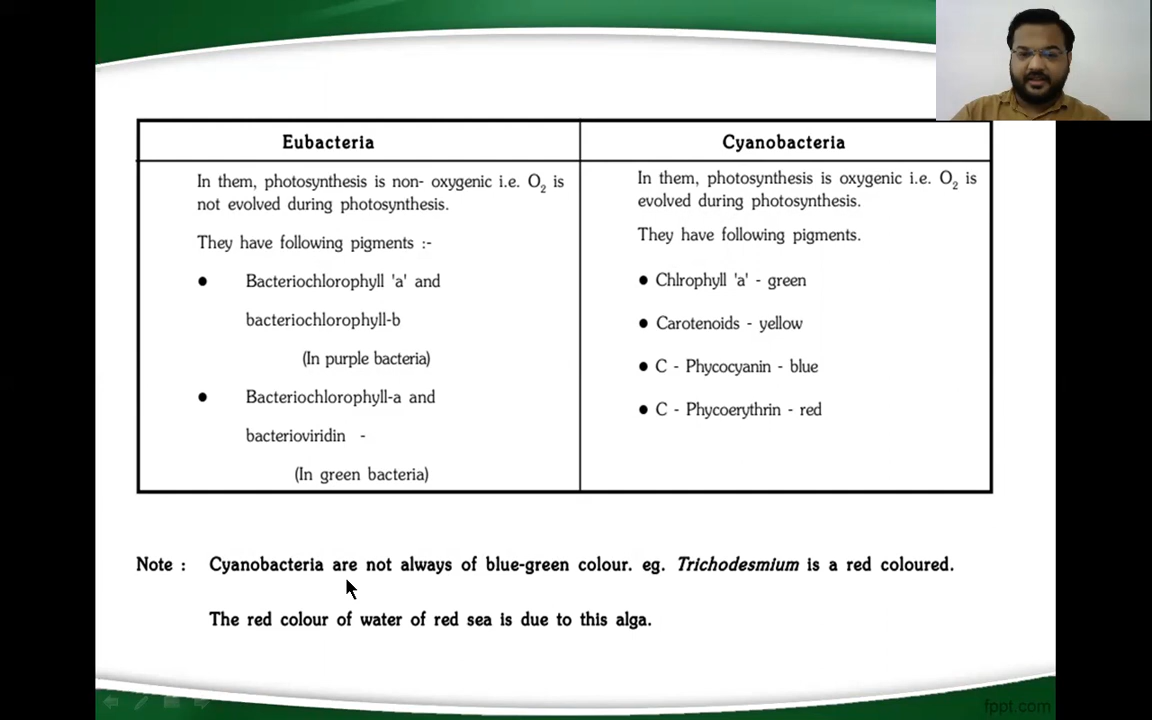 Eubacteria
Cyanobacteria
In them, photosynthesis is non- oxygenic i.e. O₂ is
not evolved during photosynthesis.
They have following pigments :-
● Bacteriochlorophyll 'a' and
bacteriochlorophyll-b
(In purple bacteria)
● Bacteriochlorophyll-a and
bacterioviridin -
(In green bacteria)
In them, photosynthesis is oxygenic i.e. O₂ is
evolved during photosynthesis.
They have following pigments.
● Chlrophyll 'a' - green
● Carotenoids - yellow
● C - Phycocyanin - blue
● C - Phycoerythrin - red
Note : Cyanobacteria are not always of blue-green colour. eg. Trichodesmium is a red coloured.
The red colour of water of red sea is due to this alga.
fppt.com